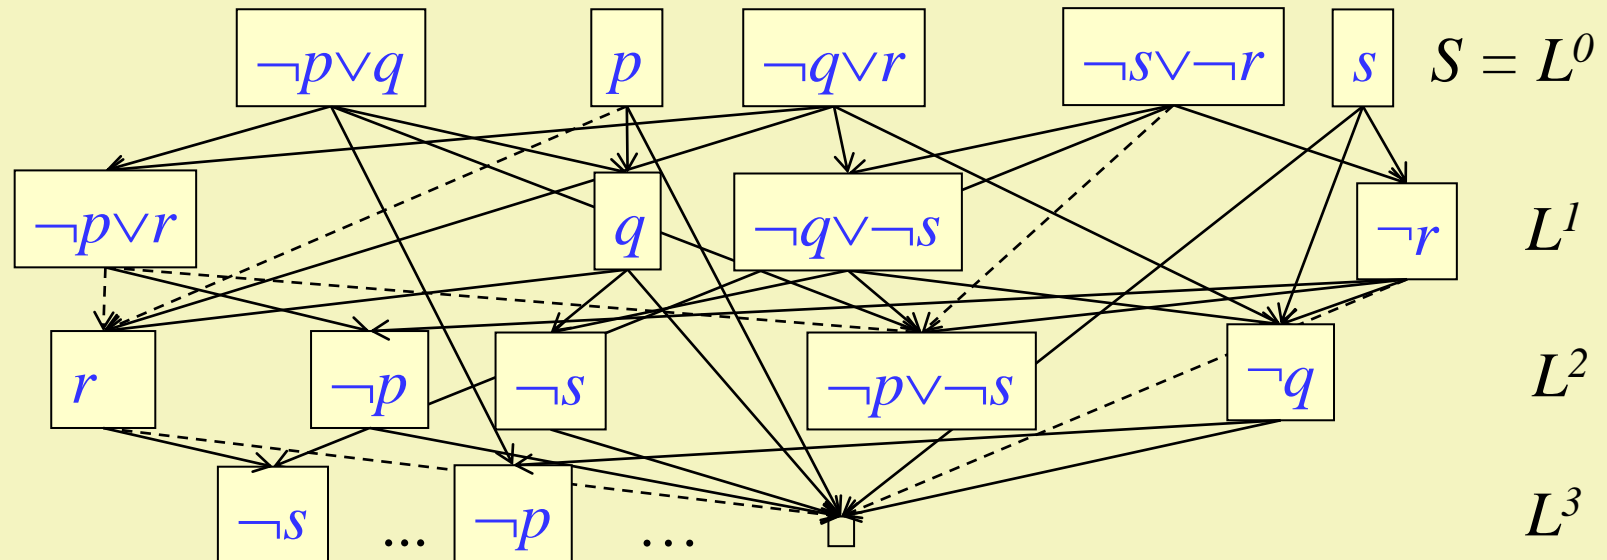 ¬p∨q p ¬q∨r ¬s∨¬r s S = L⁰
¬p∨r q ¬q∨¬s ¬r L¹
r ¬p ¬s ¬p∨¬s ¬q L²
¬s ... ¬p ... L³